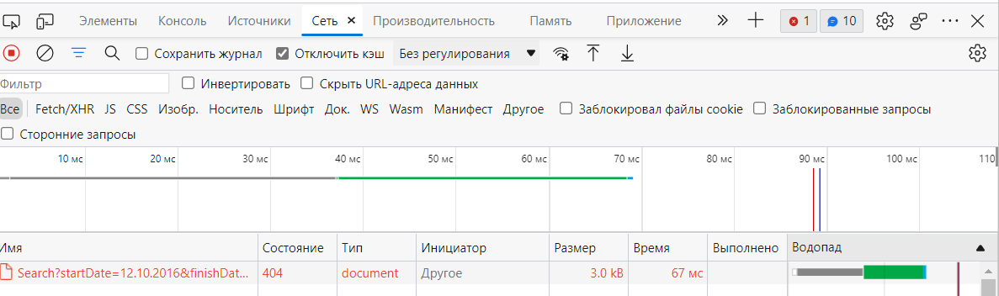 Элементы Консоль Источники Сеть Производительность Память Приложение 1 10
Сохранить журнал Отключить кэш Без регулирования
Фильтр Инвертировать Скрыть URL-адреса данных
Все Fetch/XHR JS CSS Изобр. Носитель Шрифт Док. WS Wasm Манифест Другое Заблокировал файлы cookie Заблокированные запросы
Сторонние запросы
10 мс 20 мс 30 мс 40 мс 50 мс 60 мс 70 мс 80 мс 90 мс 100 мс 110
Имя Состояние Тип Инициатор Размер Время Выполнено Водопад
Search?startDate=12.10.2016&finishDat... 404 document Другое 3.0 kB 67 мс